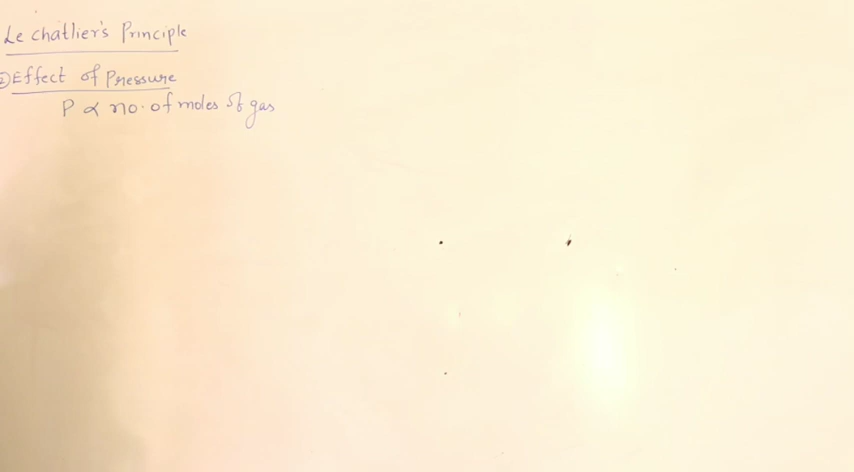 Le chatlier's Principle
②Effect of Pressure
P ∝ no. of moles of gas